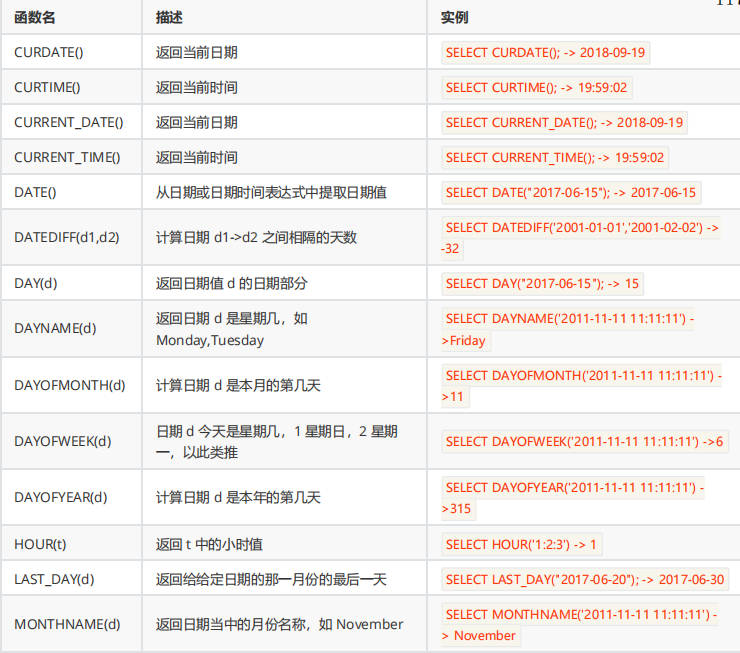 函数名 描述 实例
CURDATE() 返回当前日期 SELECT CURDATE(); -> 2018-09-19
CURTIME() 返回当前时间 SELECT CURTIME(); -> 19:59:02
CURRENT_DATE() 返回当前日期 SELECT CURRENT_DATE(); -> 2018-09-19
CURRENT_TIME() 返回当前时间 SELECT CURRENT_TIME(); -> 19:59:02
DATE() 从日期或日期时间表达式中提取日期值 SELECT DATE("2017-06-15"); -> 2017-06-15
DATEDIFF(d1,d2) 计算日期 d1->d2 之间相隔的天数 SELECT DATEDIFF('2001-01-01','2001-02-02') ->
-32
DAY(d) 返回日期值 d 的日期部分 SELECT DAY("2017-06-15"); -> 15
DAYNAME(d) 返回日期 d 是星期几，如
Monday,Tuesday
SELECT DAYNAME('2011-11-11 11:11:11') -
>Friday
DAYOFMONTH(d) 计算日期 d 是本月的第几天 SELECT DAYOFMONTH('2011-11-11 11:11:11') -
>11
DAYOFWEEK(d) 日期 d 今天是星期几，1 星期日，2 星期
一，以此类推
SELECT DAYOFWEEK('2011-11-11 11:11:11') ->6
DAYOFYEAR(d) 计算日期 d 是本年的第几天 SELECT DAYOFYEAR('2011-11-11 11:11:11') -
>315
HOUR(t) 返回 t 中的小时值 SELECT HOUR('1:2:3') -> 1
LAST_DAY(d) 返回给给定日期的那一月份的最后一天 SELECT LAST_DAY("2017-06-20"); -> 2017-06-30
MONTHNAME(d) 返回日期当中的月份名称，如 November SELECT MONTHNAME('2011-11-11 11:11:11') -
> November